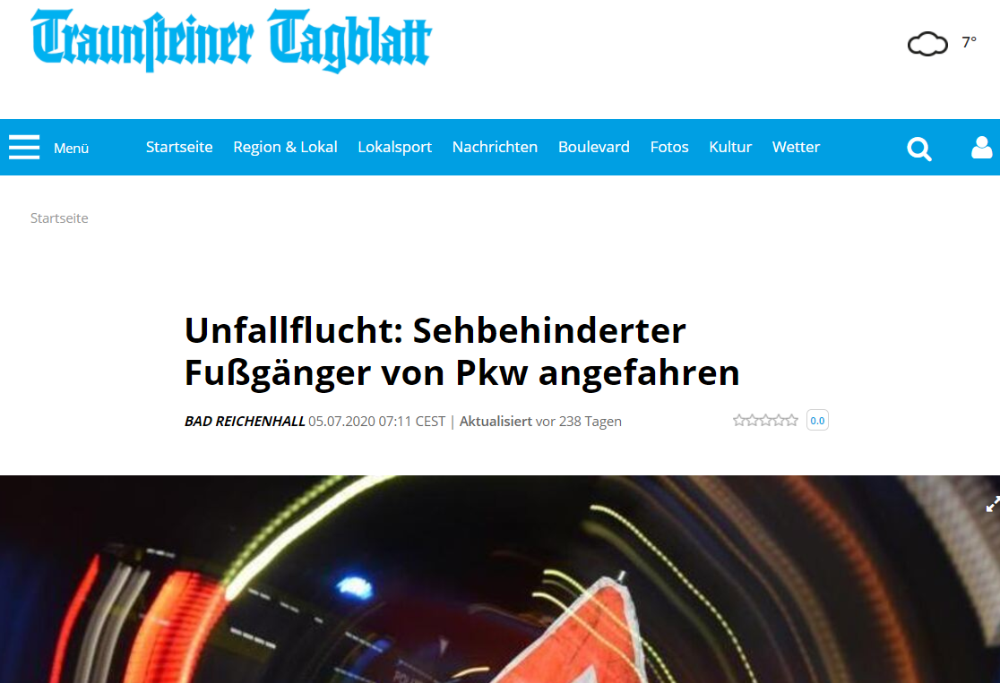 Traunsteiner Tagblatt
7°
Menü Startseite Region & Lokal Lokalsport Nachrichten Boulevard Fotos Kultur Wetter
Startseite
Unfallflucht: Sehbehinderter
Fußgänger von Pkw angefahren
BAD REICHENHALL 05.07.2020 07:11 CEST | Aktualisiert vor 238 Tagen 0.0